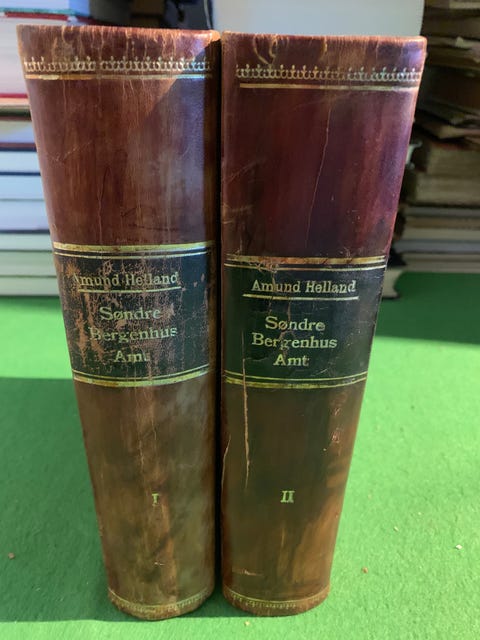 Amund Helland
Søndre
Bergenhus
Amt
I
Amund Helland
Søndre
Bergenhus
Amt
II